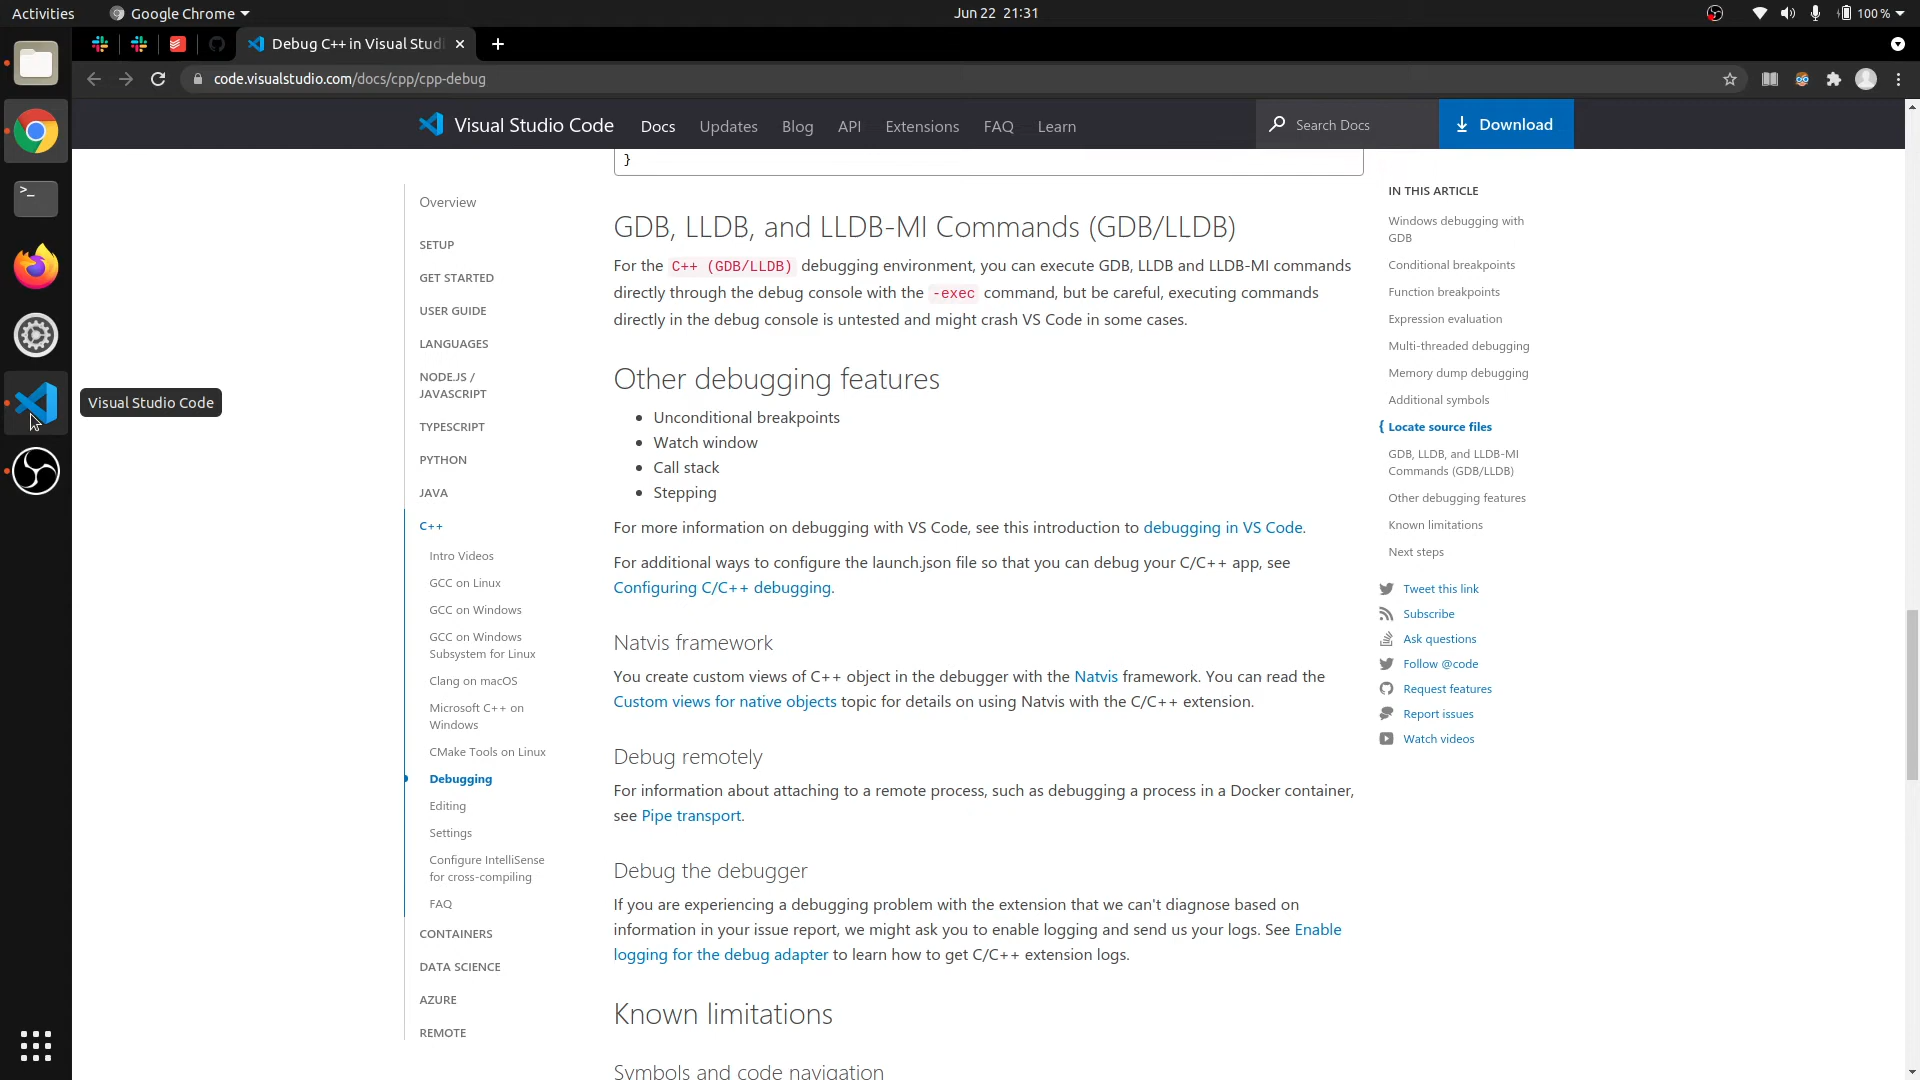 Activities
Google Chrome
Jun 22 21:31
100 %
Debug C++ in Visual Stud
code.visualstudio.com/docs/cpp/cpp-debug
Visual Studio Code
Docs
Updates
Blog
API
Extensions
FAQ
Learn
Search Docs
Download
Visual Studio Code
Overview
SETUP
GET STARTED
USER GUIDE
LANGUAGES
NODE.JS /
JAVASCRIPT
TYPESCRIPT
PYTHON
JAVA
C++
Intro Videos
GCC on Linux
GCC on Windows
GCC on Windows
Subsystem for Linux
Clang on macOS
Microsoft C++ on
Windows
CMake Tools on Linux
Debugging
Editing
Settings
Configure IntelliSense
for cross-compiling
FAQ
CONTAINERS
DATA SCIENCE
AZURE
REMOTE
}
GDB, LLDB, and LLDB-MI Commands (GDB/LLDB)
For the C++ (GDB/LLDB) debugging environment, you can execute GDB, LLDB and LLDB-MI commands
directly through the debug console with the -exec command, but be careful, executing commands
directly in the debug console is untested and might crash VS Code in some cases.
Other debugging features
• Unconditional breakpoints
• Watch window
• Call stack
• Stepping
For more information on debugging with VS Code, see this introduction to debugging in VS Code.
For additional ways to configure the launch.json file so that you can debug your C/C++ app, see
Configuring C/C++ debugging.
Natvis framework
You create custom views of C++ object in the debugger with the Natvis framework. You can read the
Custom views for native objects topic for details on using Natvis with the C/C++ extension.
Debug remotely
For information about attaching to a remote process, such as debugging a process in a Docker container,
see Pipe transport.
Debug the debugger
If you are experiencing a debugging problem with the extension that we can't diagnose based on
information in your issue report, we might ask you to enable logging and send us your logs. See Enable
logging for the debug adapter to learn how to get C/C++ extension logs.
Known limitations
Symbols and code navigation
IN THIS ARTICLE
Windows debugging with
GDB
Conditional breakpoints
Function breakpoints
Expression evaluation
Multi-threaded debugging
Memory dump debugging
Additional symbols
{ Locate source files
GDB, LLDB, and LLDB-MI
Commands (GDB/LLDB)
Other debugging features
Known limitations
Next steps
Tweet this link
Subscribe
Ask questions
Follow @code
Request features
Report issues
Watch videos